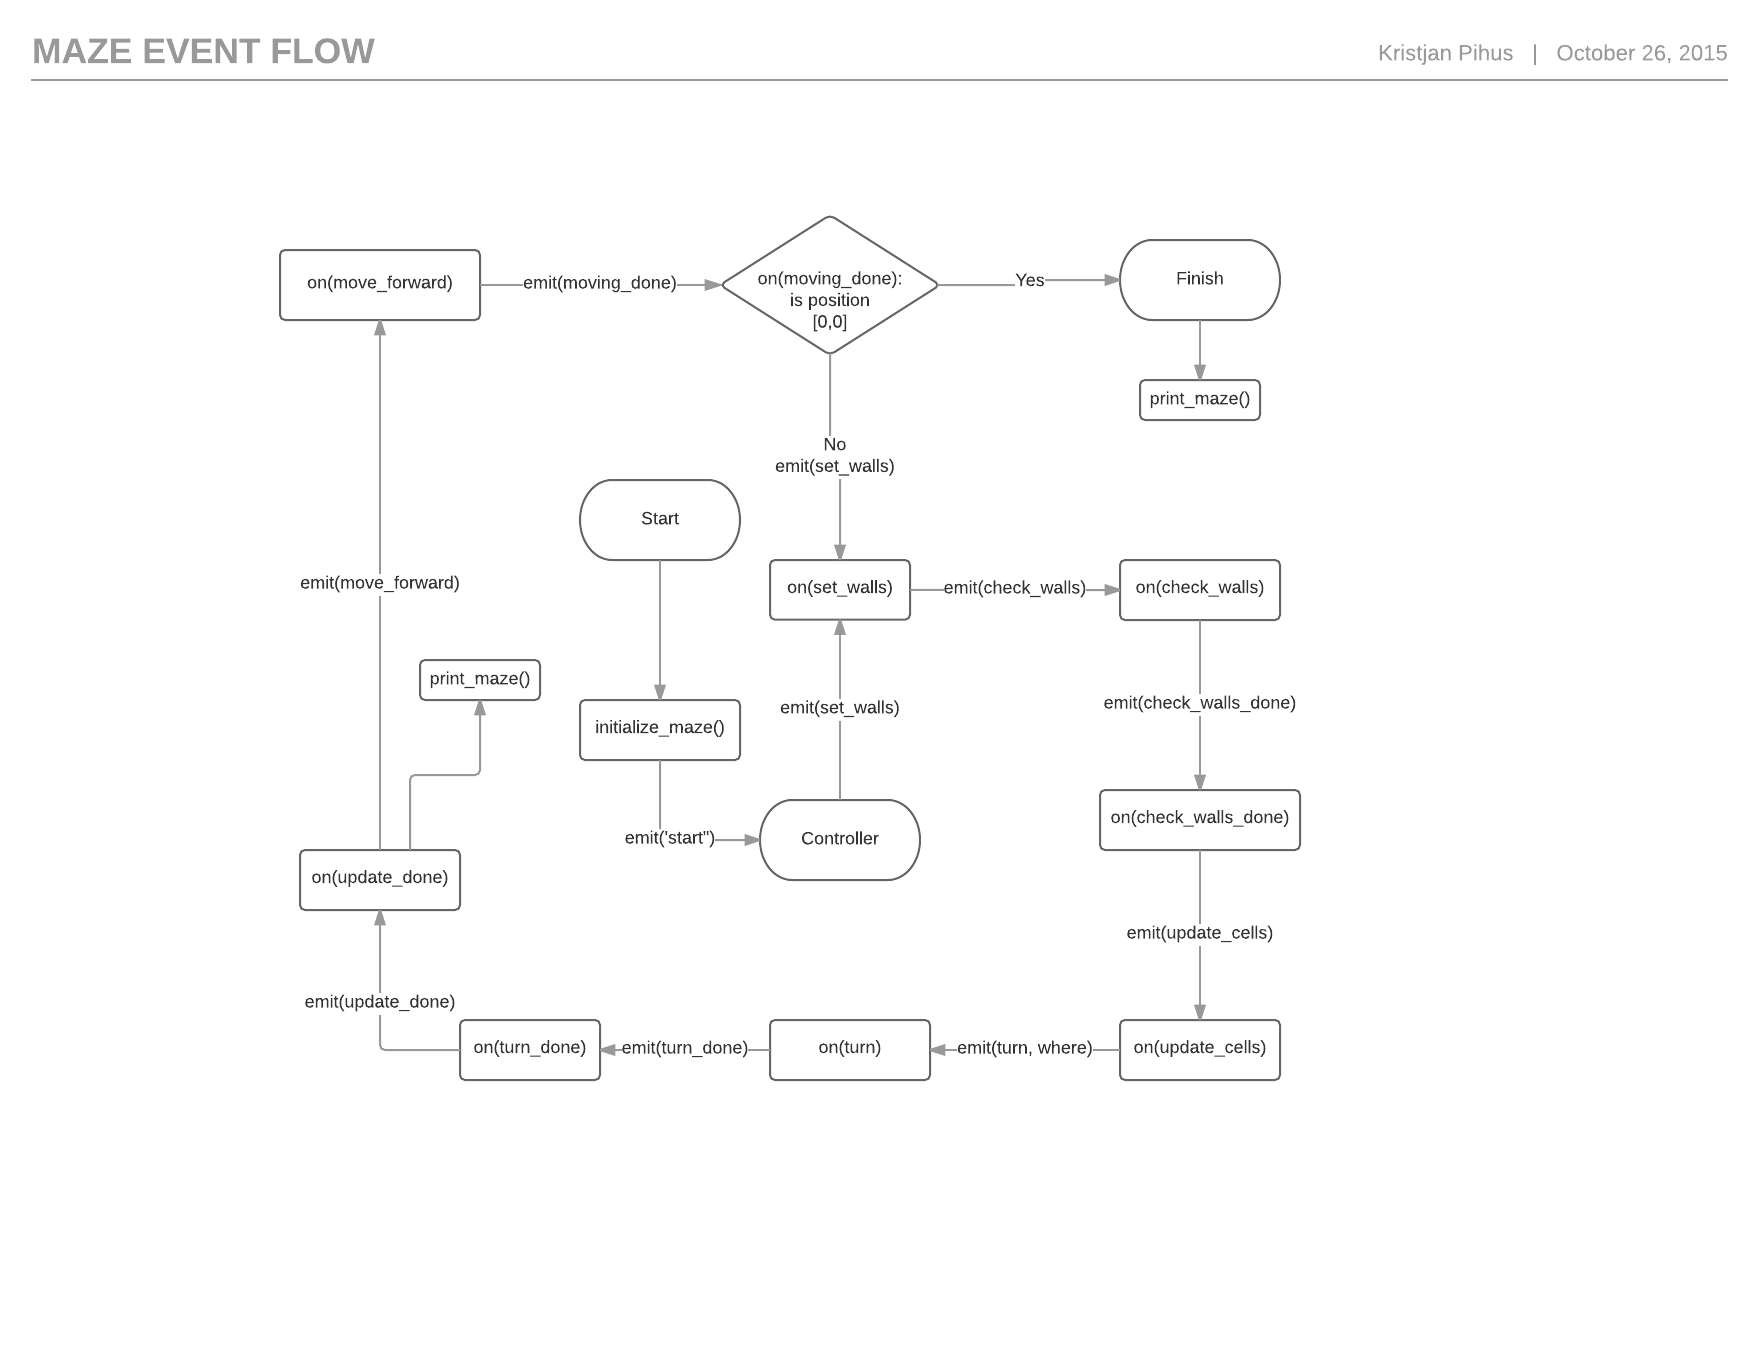 MAZE EVENT FLOW
Kristjan Pihus | October 26, 2015
on(move_forward)
emit(moving_done)
on(moving_done):
is position
[0,0]
Yes
Finish
print_maze()
No
emit(set_walls)
Start
emit(move_forward)
on(set_walls)
emit(check_walls)
on(check_walls)
print_maze()
initialize_maze()
emit(set_walls)
emit(check_walls_done)
emit('start")
Controller
on(check_walls_done)
on(update_done)
emit(update_cells)
emit(update_done)
on(turn_done)
emit(turn_done)
on(turn)
emit(turn, where)
on(update_cells)